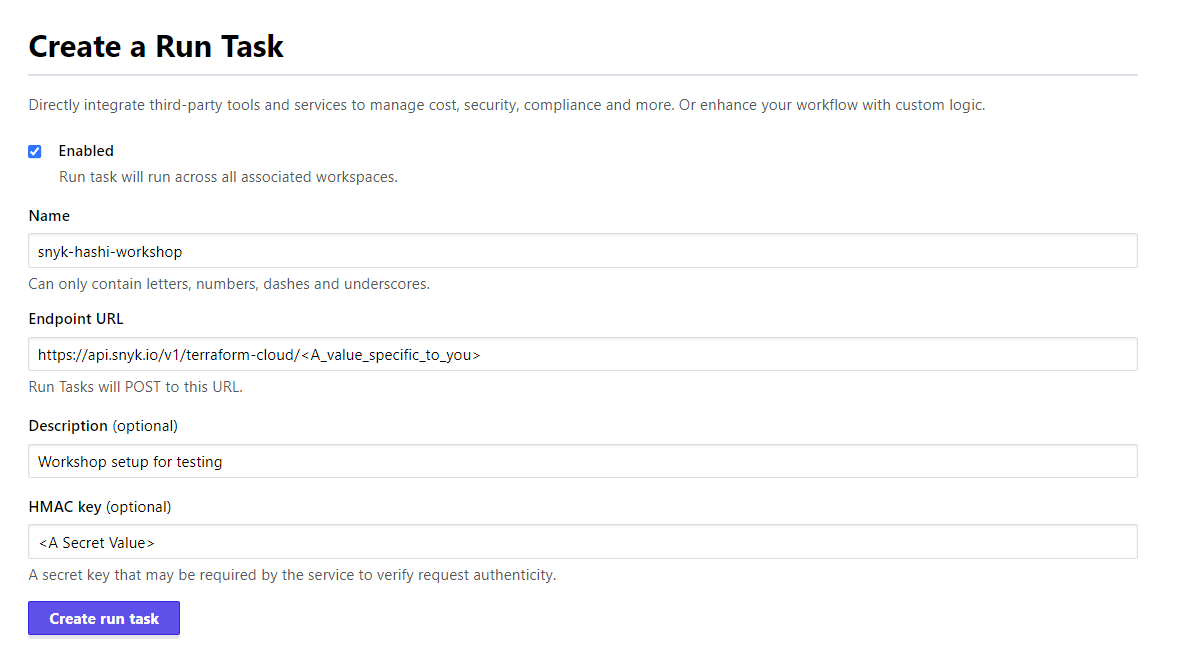 Create a Run Task
Directly integrate third-party tools and services to manage cost, security, compliance and more. Or enhance your workflow with custom logic.
Enabled
Run task will run across all associated workspaces.
Name
snyk-hashi-workshop
Can only contain letters, numbers, dashes and underscores.
Endpoint URL
https://api.snyk.io/v1/terraform-cloud/<A_value_specific_to_you>
Run Tasks will POST to this URL.
Description (optional)
Workshop setup for testing
HMAC key (optional)
<A Secret Value>
A secret key that may be required by the service to verify request authenticity.
Create run task